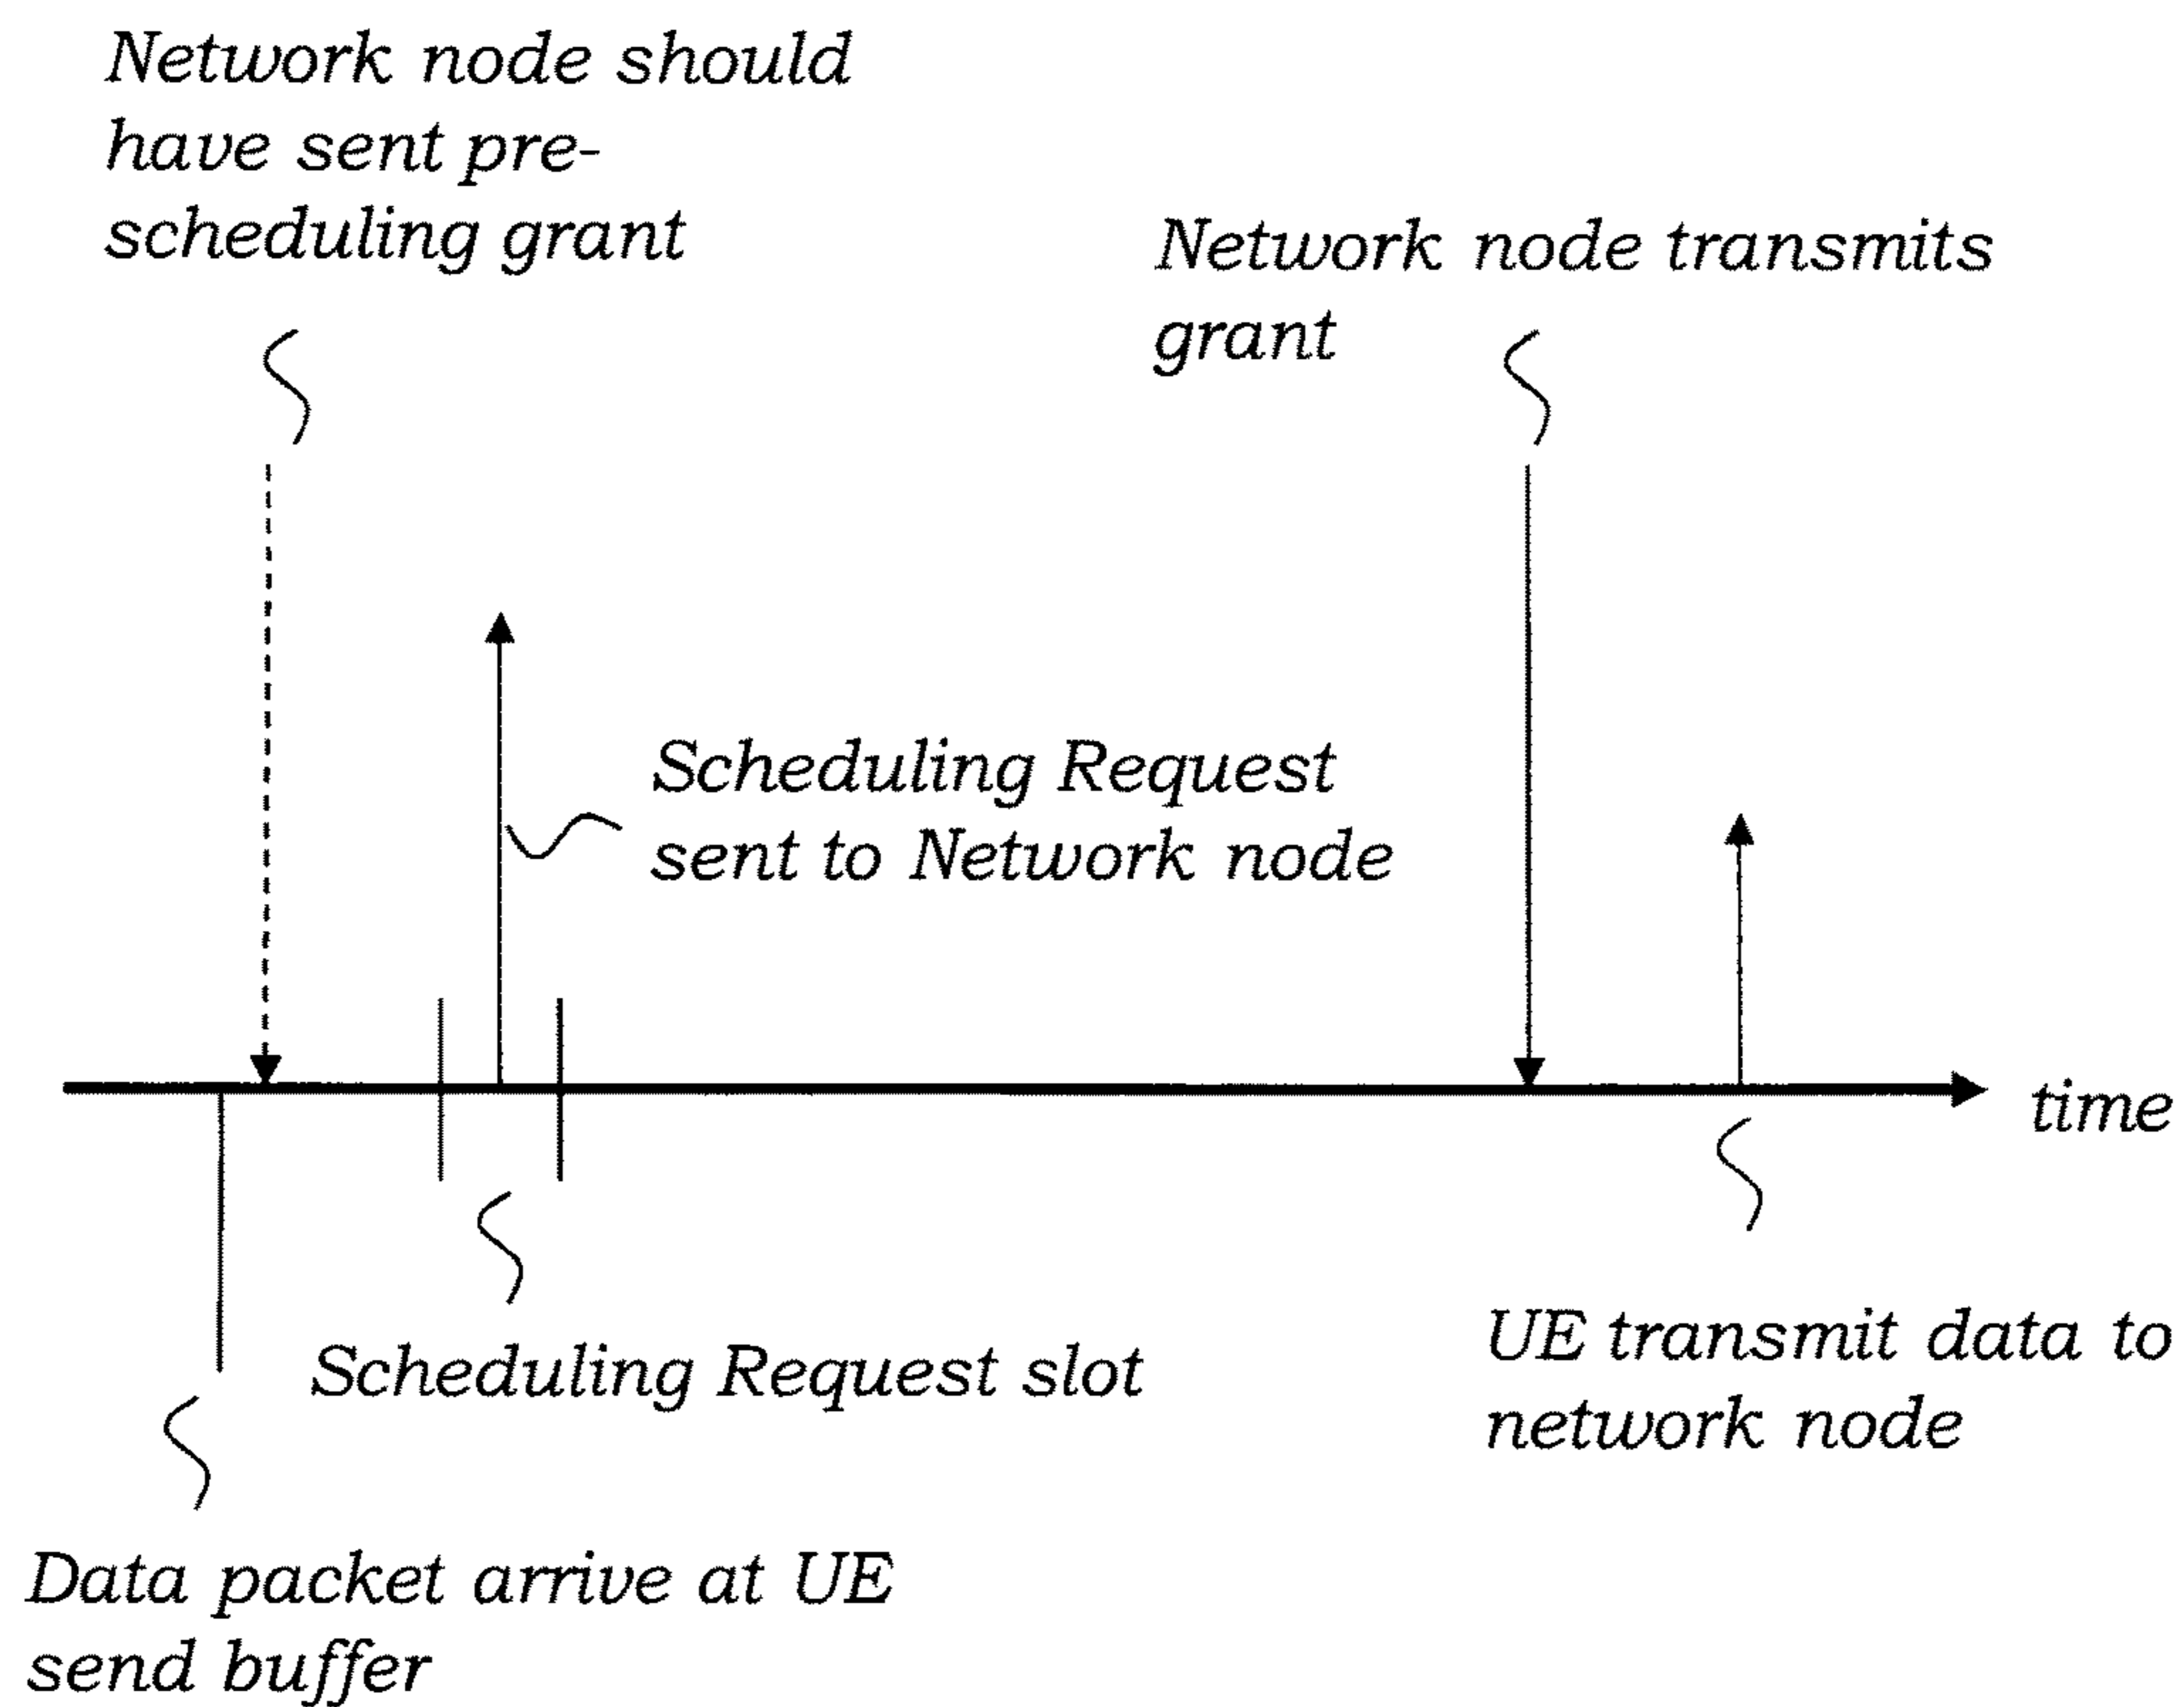 Network node should
have sent pre-
scheduling grant
Network node transmits
grant
Scheduling Request
sent to Network node
time
Scheduling Request slot
UE transmit data to
network node
Data packet arrive at UE
send buffer